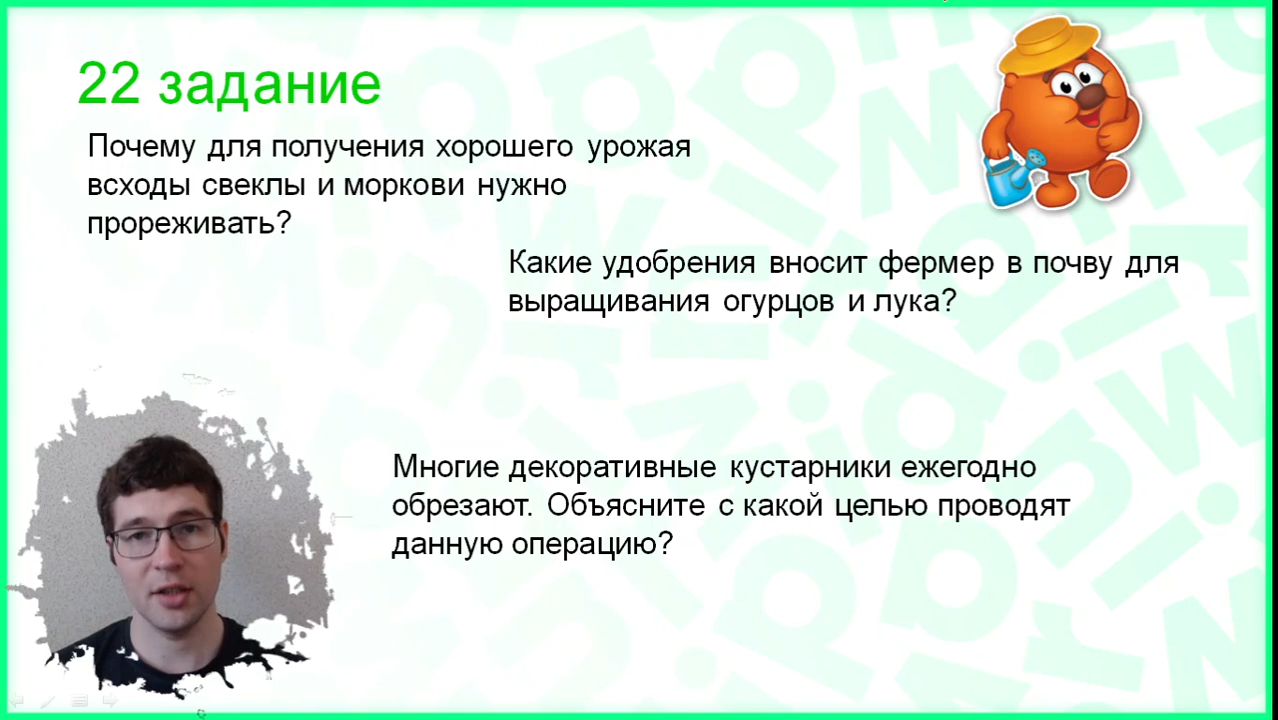 22 задание
Почему для получения хорошего урожая
всходы свеклы и моркови нужно
прореживать?
Какие удобрения вносит фермер в почву для
выращивания огурцов и лука?
Многие декоративные кустарники ежегодно
обрезают. Объясните с какой целью проводят
данную операцию?